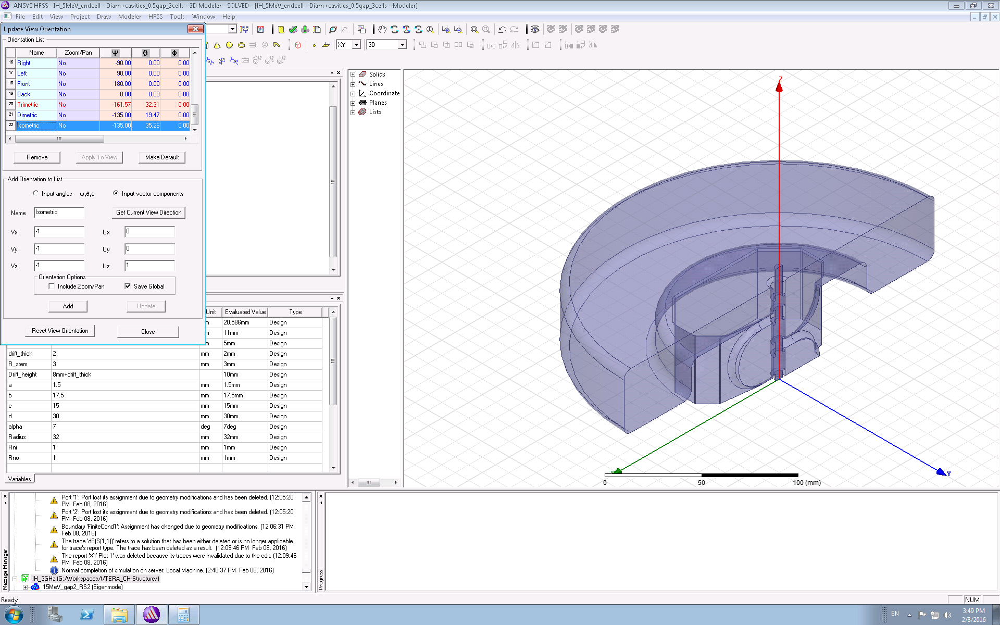 ANSYS HFSS - IH_5MeV_endcell - Diam+cavities_0.5gap_3cells - 3D Modeler - SOLVED - [IH_5MeV_endcell - Diam+cavities_0.5gap_3cells - Modeler]
File Edit View Project Draw Modeler HFSS Tools Window Help
Update View Orientation
Orientation List
Name Zoom/Pan Ψ θ ϕ
16 Right No -90.00 0.00 0.00
17 Left No 90.00 0.00 0.00
18 Front No 180.00 0.00 0.00
19 Back No 0.00 0.00 0.00
20 Trimetric No -161.57 32.31 0.00
21 Dimetric No -135.00 19.47 0.00
22 Isometric No -135.00 35.26 0.00
Remove Apply To View Make Default
Add Orientation to List
Input angles Ψ,θ,ϕ Input vector components
Name Isometric Get Current View Direction
Vx -1 Ux 0
Vy -1 Uy 0
Vz -1 Uz 1
Orientation Options
Include Zoom/Pan Save Global
Add Update
Reset View Orientation Close
XY 3D
Solids
Lines
Coordinate
Planes
Lists
Unit Evaluated Value Type
20.586mm Design
11mm Design
5mm Design
drift_thick 2 mm 2mm Design
R_stem 3 mm 3mm Design
Drift_height 8mm+drift_thick 10mm Design
a 1.5 mm 1.5mm Design
b 17.5 mm 17.5mm Design
c 15 mm 15mm Design
d 30 mm 30mm Design
alpha 7 deg 7deg Design
Radius 32 mm 32mm Design
Rni 1 mm 1mm Design
Rno 1 mm 1mm Design
Variables
Z
Y
0 50 100 (mm)
Message Manager
Port '1': Port lost its assignment due to geometry modifications and has been deleted. (12:05:20
PM Feb 08, 2016)
Port '2': Port lost its assignment due to geometry modifications and has been deleted. (12:05:20
PM Feb 08, 2016)
Boundary 'FiniteCond1': Assignment has changed due to geometry modifications. (12:06:31 PM
Feb 08, 2016)
The trace 'dB(S(1,1))' refers to a solution that has been either deleted or is no longer applicable
for trace's report type. The trace has been deleted as a result. (12:09:46 PM Feb 08, 2016)
The report 'XY Plot 1' was deleted because its traces were invalidated due to the edit. (12:09:46
PM Feb 08, 2016)
Normal completion of simulation on server: Local Machine. (2:40:37 PM Feb 08, 2016)
IH_3GHz (G:/Workspaces/t/TERA_CH-Structure/)
15MeV_gap2_RS2 (Eigenmode)
Progress
Ready
NUM
EN
3:49 PM
2/8/2016